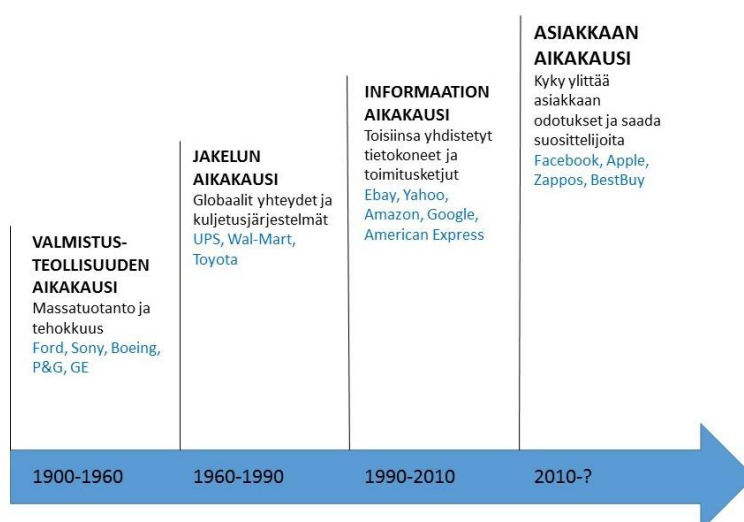 VALMISTUS-
TEOLLISUUDEN
AIKAKAUSI
Massatuotanto ja
tehokkuus
Ford, Sony, Boeing,
P&G, GE
JAKELUN
AIKAKAUSI
Globaalit yhteydet ja
kuljetusjärjestelmät
UPS, Wal-Mart,
Toyota
INFORMAATION
AIKAKAUSI
Toisiinsa yhdistetyt
tietokoneet ja
toimitusketjut
Ebay, Yahoo,
Amazon, Google,
American Express
ASIAKKAAN
AIKAKAUSI
Kyky ylittää
asiakkaan
odotukset ja saada
suosittelijoita
Facebook, Apple,
Zappos, BestBuy
1900-1960
1960-1990
1990-2010
2010-?